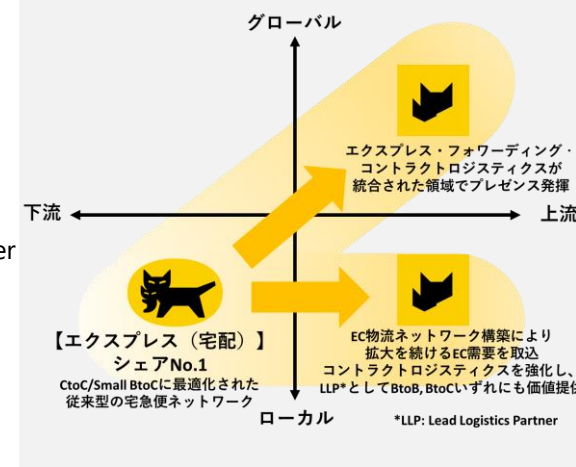 グローバル
エクスプレス・フォワーディング・
コントラクトロジスティクスが
統合された領域でプレゼンス発揮
下流
上流
er
【エクスプレス（宅配）】
シェアNo.1
CtoC/Small BtoCに最適化された
従来型の宅急便ネットワーク
EC物流ネットワーク構築により
拡大を続けるEC需要を取込
コントラクトロジスティクスを強化し、
LLP*としてBtoB, BtoCいずれにも価値提供
ローカル
*LLP: Lead Logistics Partner